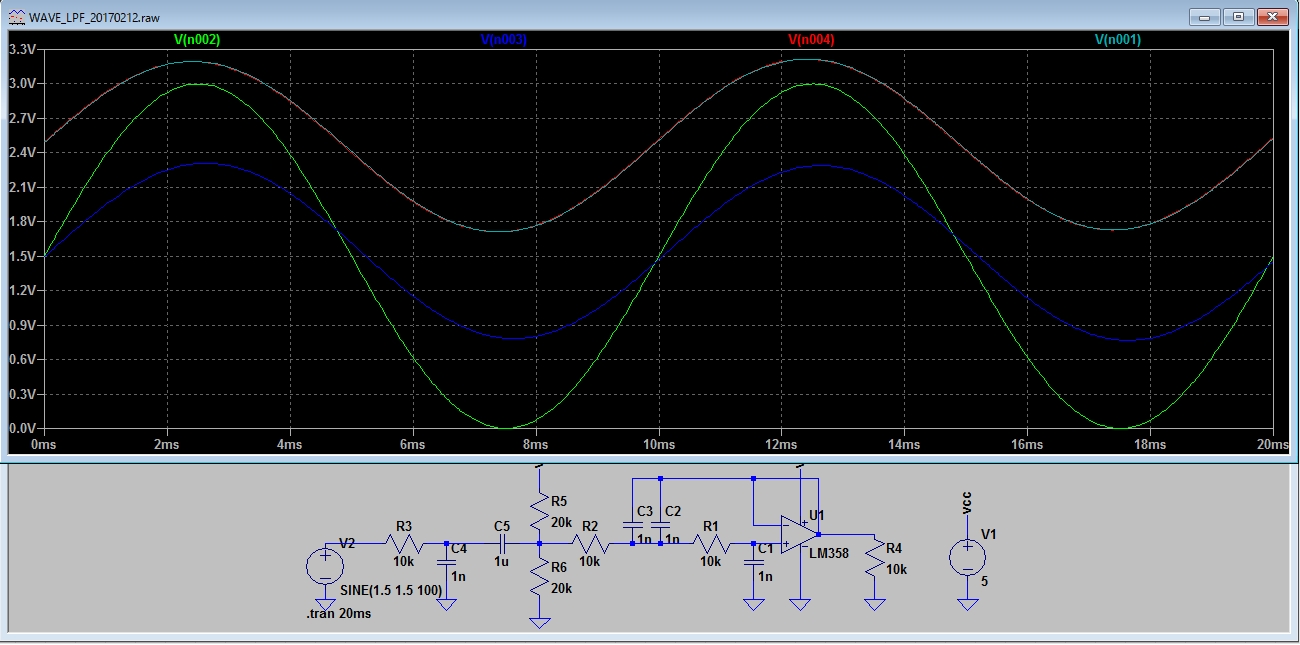 WAVE_LPF_20170212.raw
V(n002) V(n003) V(n004) V(n001)
3.3V
3.0V
2.7V
2.4V
2.1V
1.8V
1.5V
1.2V
0.9V
0.6V
0.3V
0.0V
0ms 2ms 4ms 6ms 8ms 10ms 12ms 14ms 16ms 18ms 20ms
R5
20k
C3 C2
1n 1n
U1
LM358
vcc
V1
5
V2
R3
10k
C4
1n
C5
1u
R2
10k
R1
10k
C1
1n
R4
10k
R6
20k
SINE(1.5 1.5 100)
.tran 20ms